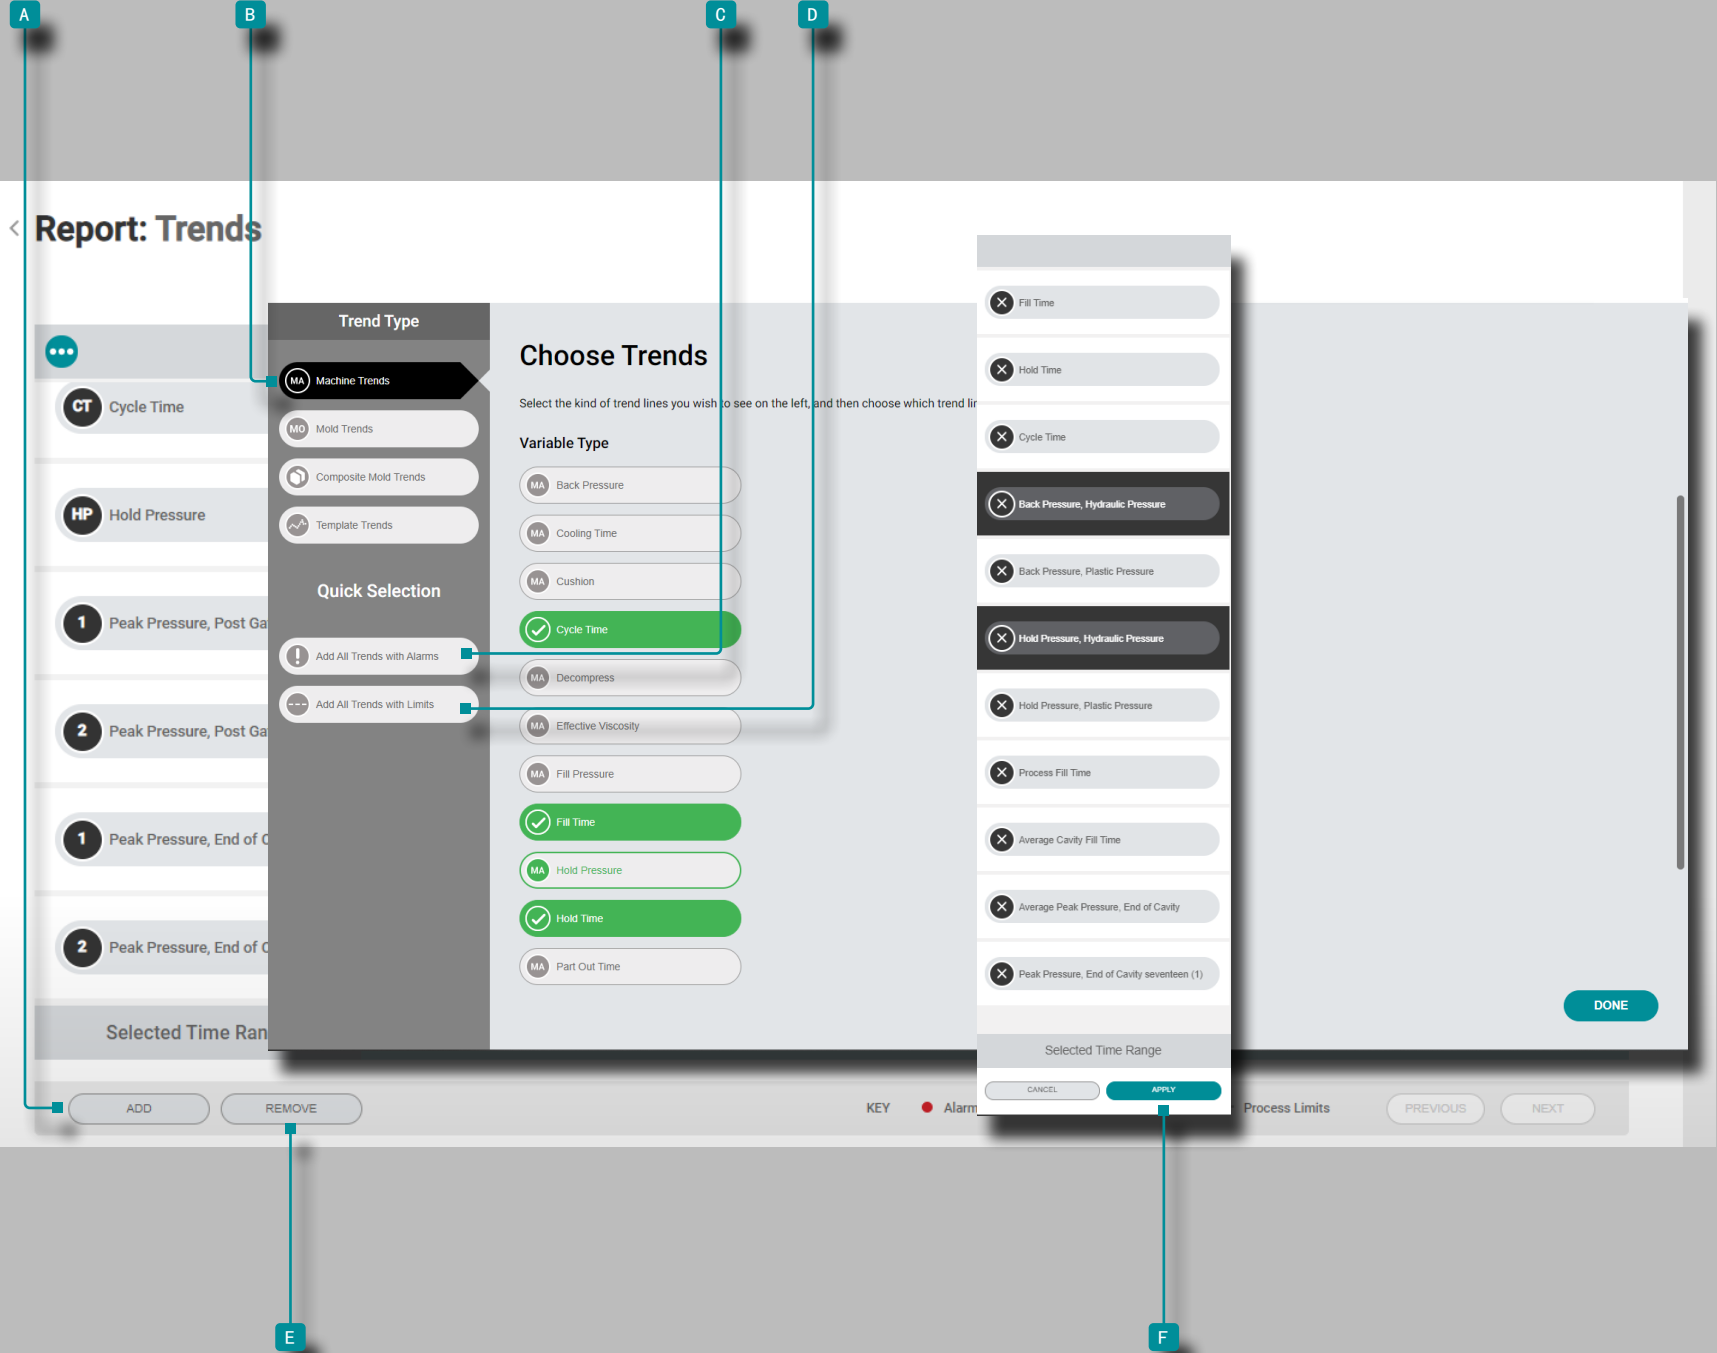 A
B
C
D
Report: Trends
CT Cycle Time
HP Hold Pressure
1 Peak Pressure, Post Ga
2 Peak Pressure, Post Ga
1 Peak Pressure, End of C
2 Peak Pressure, End of C
Selected Time Ran
ADD
REMOVE
Trend Type
MA Machine Trends
MO Mold Trends
Composite Mold Trends
Template Trends
Quick Selection
Add All Trends with Alarms
Add All Trends with Limits
Choose Trends
Select the kind of trend lines you wish to see on the left, and then choose which trend lin
Variable Type
MA Back Pressure
MA Cooling Time
MA Cushion
Cycle Time
MA Decompress
MA Effective Viscosity
MA Fill Pressure
Fill Time
MA Hold Pressure
Hold Time
MA Part Out Time
Fill Time
Hold Time
Cycle Time
Back Pressure, Hydraulic Pressure
Back Pressure, Plastic Pressure
Hold Pressure, Hydraulic Pressure
Hold Pressure, Plastic Pressure
Process Fill Time
Average Cavity Fill Time
Average Peak Pressure, End of Cavity
Peak Pressure, End of Cavity seventeen (1)
Selected Time Range
CANCEL
APPLY
DONE
KEY
Alarm
Process Limits
PREVIOUS
NEXT
E
F